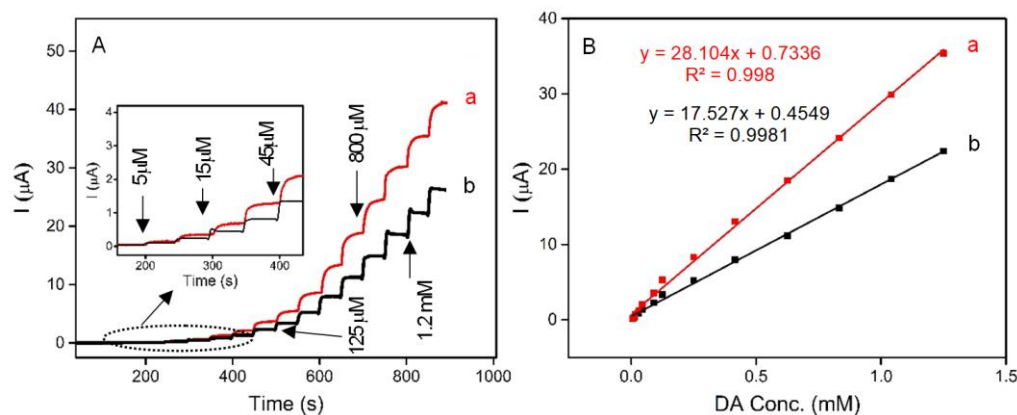 A
I (µA)
50
40
30
20
10
0
200
400
600
800
1000
Time (s)
a
b
I (µA)
4
3
2
1
0
200
300
400
Time (s)
5µM
15µM
45µM
800µM
125µM
1.2mM
B
I (µA)
40
30
20
10
0
0.0
0.5
1.0
1.5
DA Conc. (mM)
y = 28.104x + 0.7336
R² = 0.998
y = 17.527x + 0.4549
R² = 0.9981
a
b